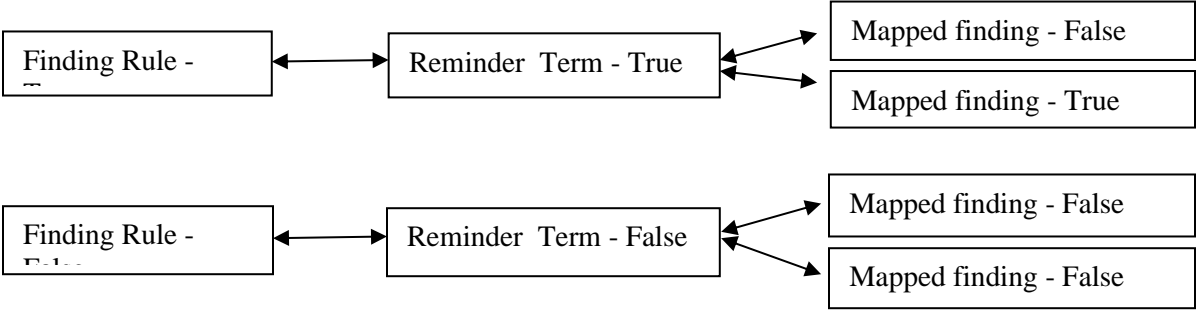 Finding Rule -
Reminder  Term - True
Mapped finding - False
Mapped finding - True
Finding Rule -
False
Reminder  Term - False
Mapped finding - False
Mapped finding - False